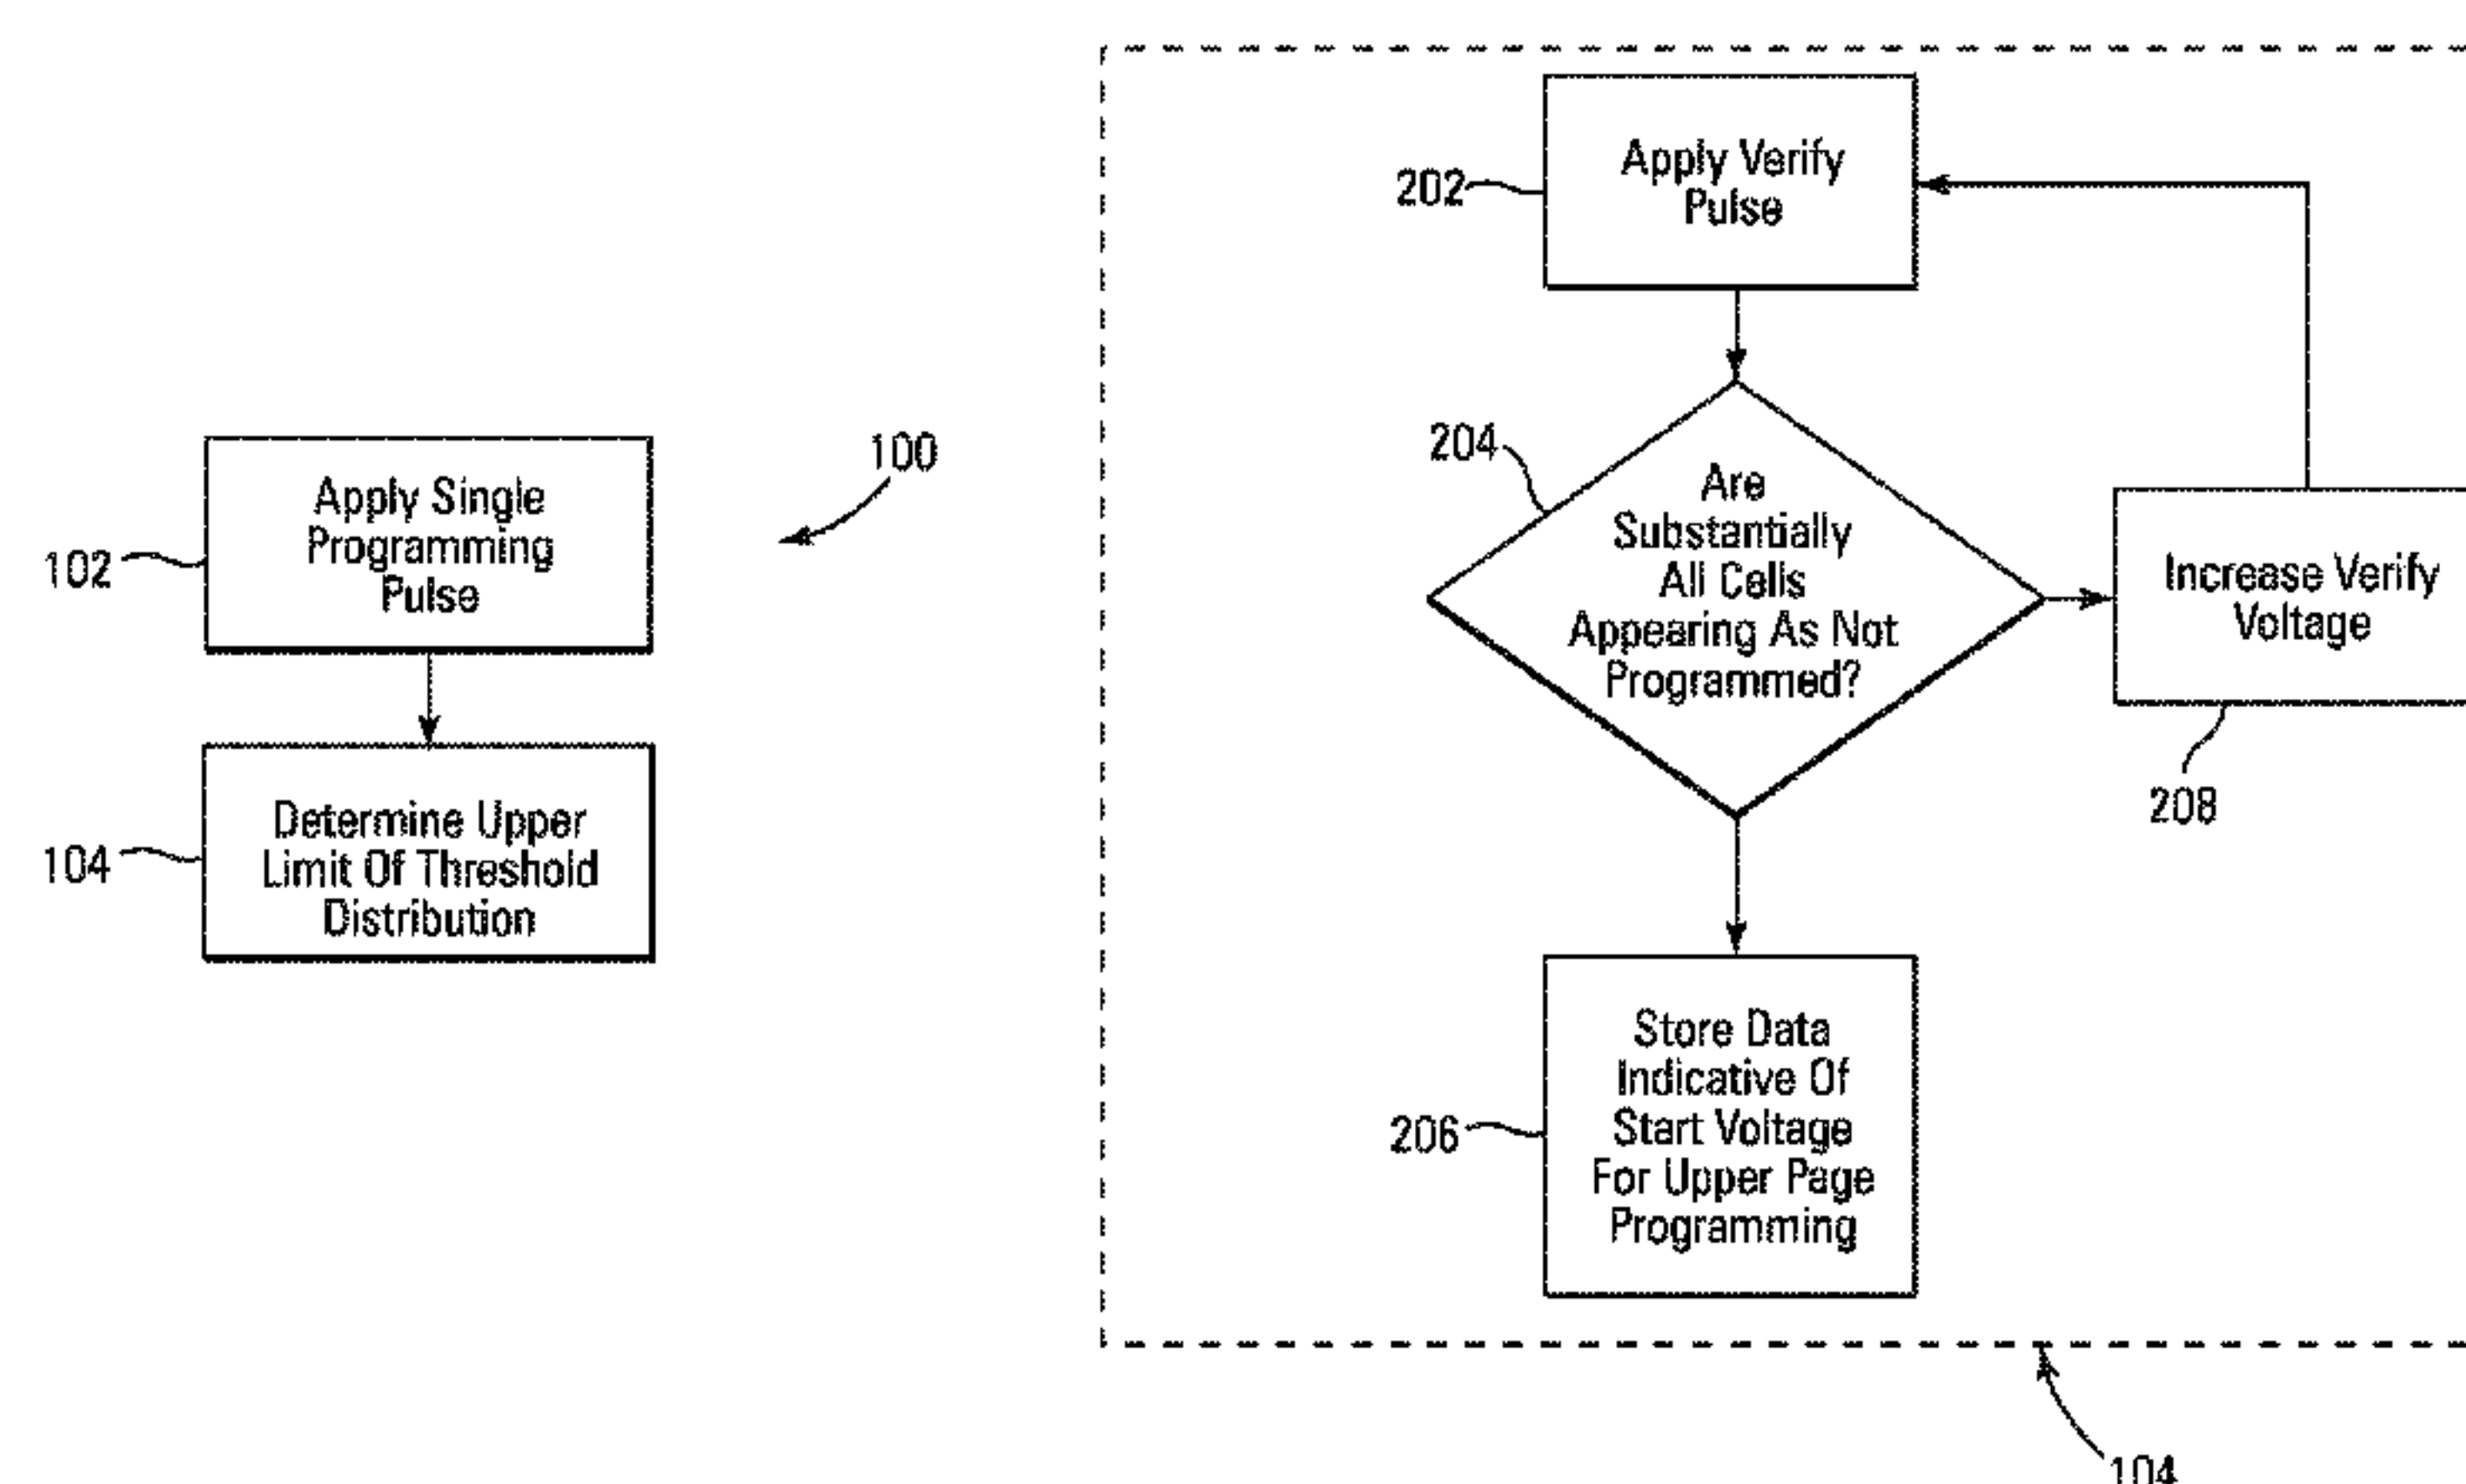 100
102
Apply Single
Programming
Pulse
104
Determine Upper
Limit Of Threshold
Distribution
202
Apply Verify
Pulse
204
Are
Substantially
All Cells
Appearing As Not
Programmed?
Increase Verify
Voltage
208
206
Store Data
Indicative Of
Start Voltage
For Upper Page
Programming
104